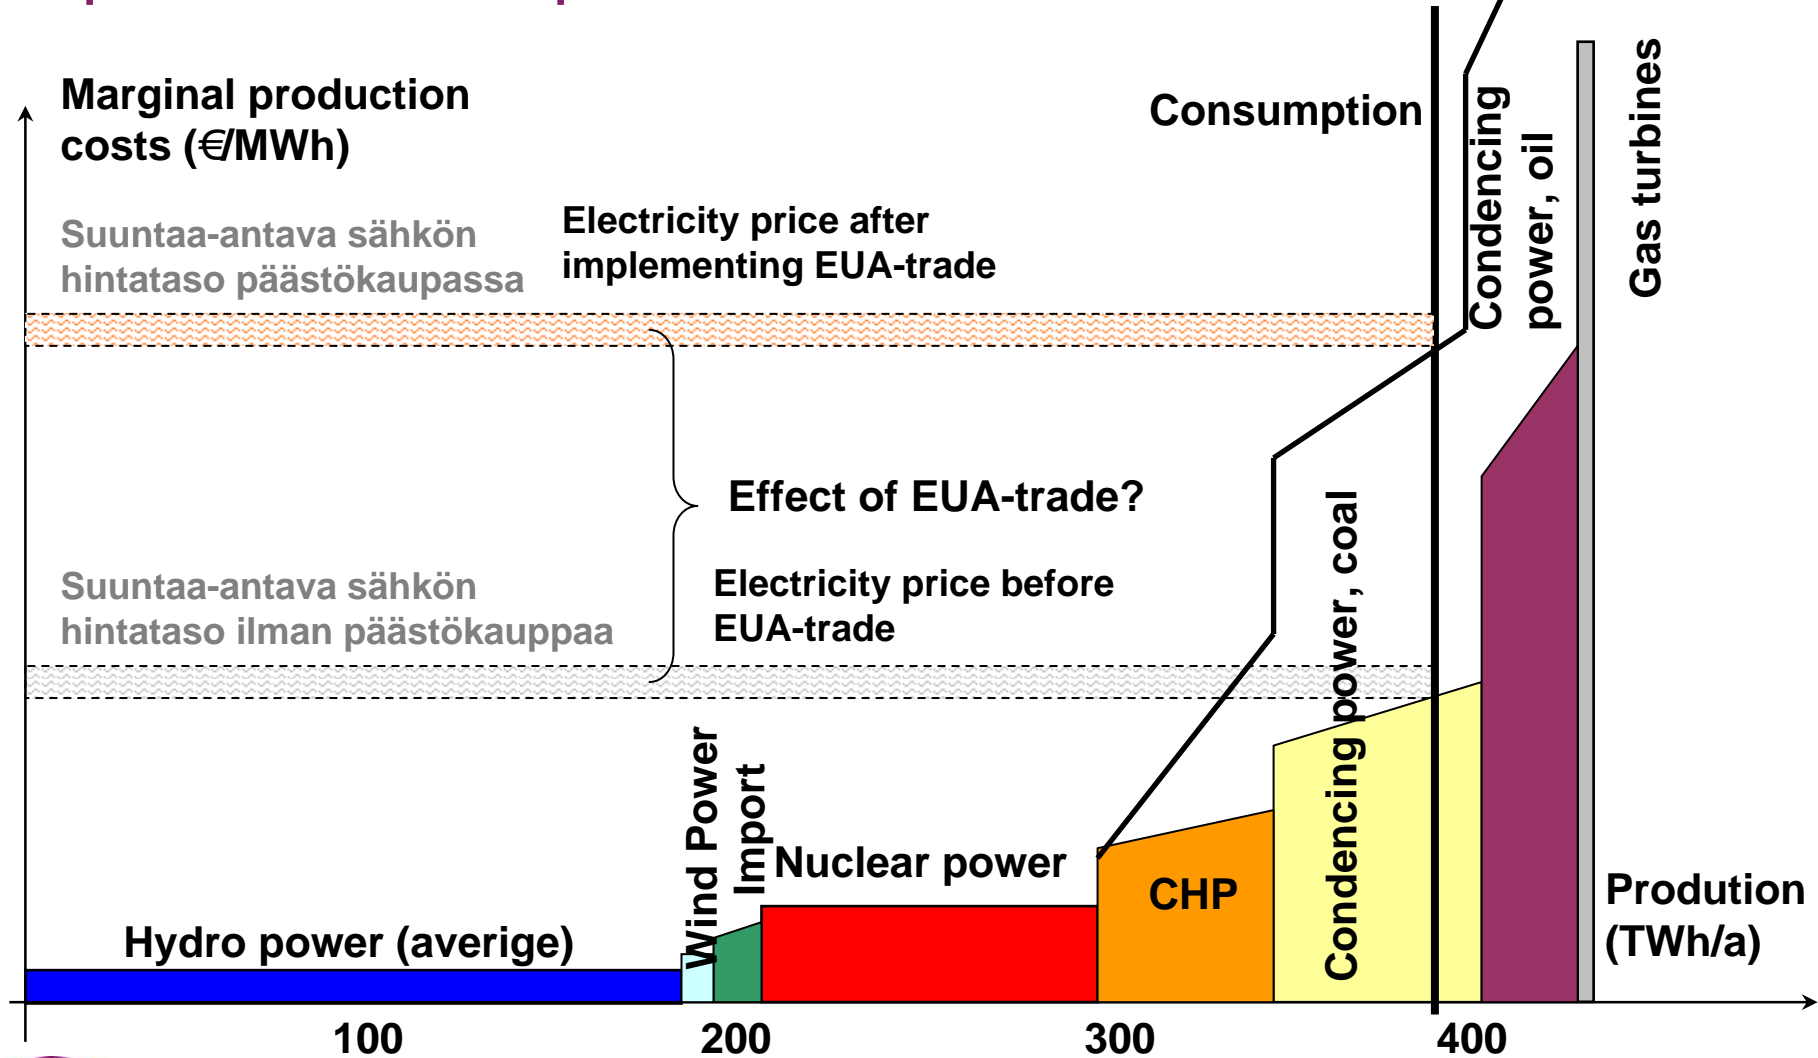 Marginal production
costs (€/MWh)
Consumption
Condencing
power, oil
Gas turbines
Suuntaa-antava sähkön
hintataso päästökaupassa
Electricity price after
implementing EUA-trade
Effect of EUA-trade?
Suuntaa-antava sähkön
hintataso ilman päästökauppaa
Electricity price before
EUA-trade
Condencing power, coal
Wind Power
Import
Nuclear power
CHP
Hydro power (averige)
Prodution
(TWh/a)
100
200
300
400